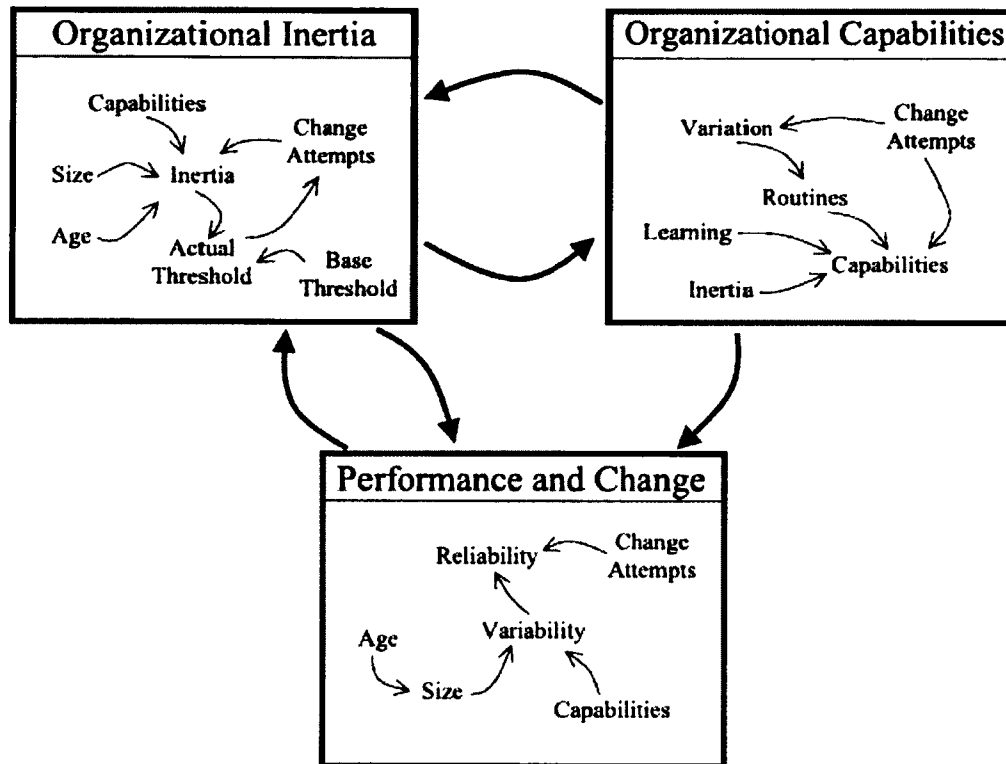 Organizational Inertia
Capabilities
Change
Attempts
Size
Inertia
Age
Actual
Threshold
Base
Threshold
Organizational Capabilities
Variation
Change
Attempts
Routines
Learning
Capabilities
Inertia
Performance and Change
Reliability
Change
Attempts
Variability
Age
Size
Capabilities